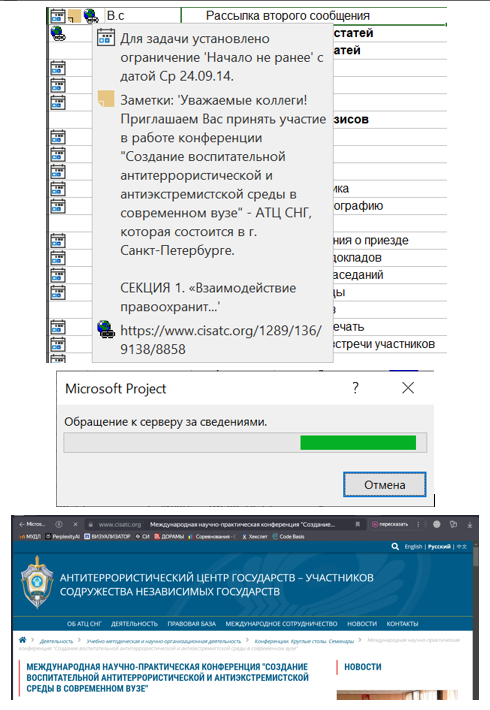 В.с Рассылка второго сообщения
статей
Для задачи установлено
атей
ограничение 'Начало не ранее' с
датой Ср 24.09.14.
Заметки: 'Уважаемые коллеги!
Приглашаем Вас принять участие
зисов
в работе конференции
"Создание воспитательной
антитеррористической и
антиэкстремистской среды в
ика
современном вузе" - АТЦ СНГ,
ографию
которая состоится в г.
Санкт-Петербурге.
ния о приезде
докладов
СЕКЦИЯ 1. «Взаимодействие
аседаний
правоохранит...'
ды
в
https://www.cisatc.org/1289/136/
ечать
9138/8858
встречи участников
Microsoft Project ?
Обращение к серверу за сведениями.
Отмена
Micros... www.cisatc.org Международная научно-практическая конференция "Создание... пересказать
МУДЛ PerplexityAI ВИЗУАЛИЗАТОР СИ ДОРАМЫ Соревнования - С Хекслет Code Basis
English | Русский | 中文
АНТИТЕРРОРИСТИЧЕСКИЙ ЦЕНТР ГОСУДАРСТВ – УЧАСТНИКОВ
СОДРУЖЕСТВА НЕЗАВИСИМЫХ ГОСУДАРСТВ
ОБ АТЦ СНГ ДЕЯТЕЛЬНОСТЬ ПРАВОВАЯ БАЗА МЕЖДУНАРОДНОЕ СОТРУДНИЧЕСТВО НОВОСТИ КОНТАКТЫ
Деятельность Учебно-методическая и научно-организационная деятельность Конференции. Круглые столы. Семинары Международная научно-практическая
конференция "Создание воспитательной антитеррористической и антиэкстремистской среды в современном вузе"
МЕЖДУНАРОДНАЯ НАУЧНО-ПРАКТИЧЕСКАЯ КОНФЕРЕНЦИЯ "СОЗДАНИЕ
НОВОСТИ
ВОСПИТАТЕЛЬНОЙ АНТИТЕРРОРИСТИЧЕСКОЙ И АНТИЭКСТРЕМИСТСКОЙ
СРЕДЫ В СОВРЕМЕННОМ ВУЗЕ"